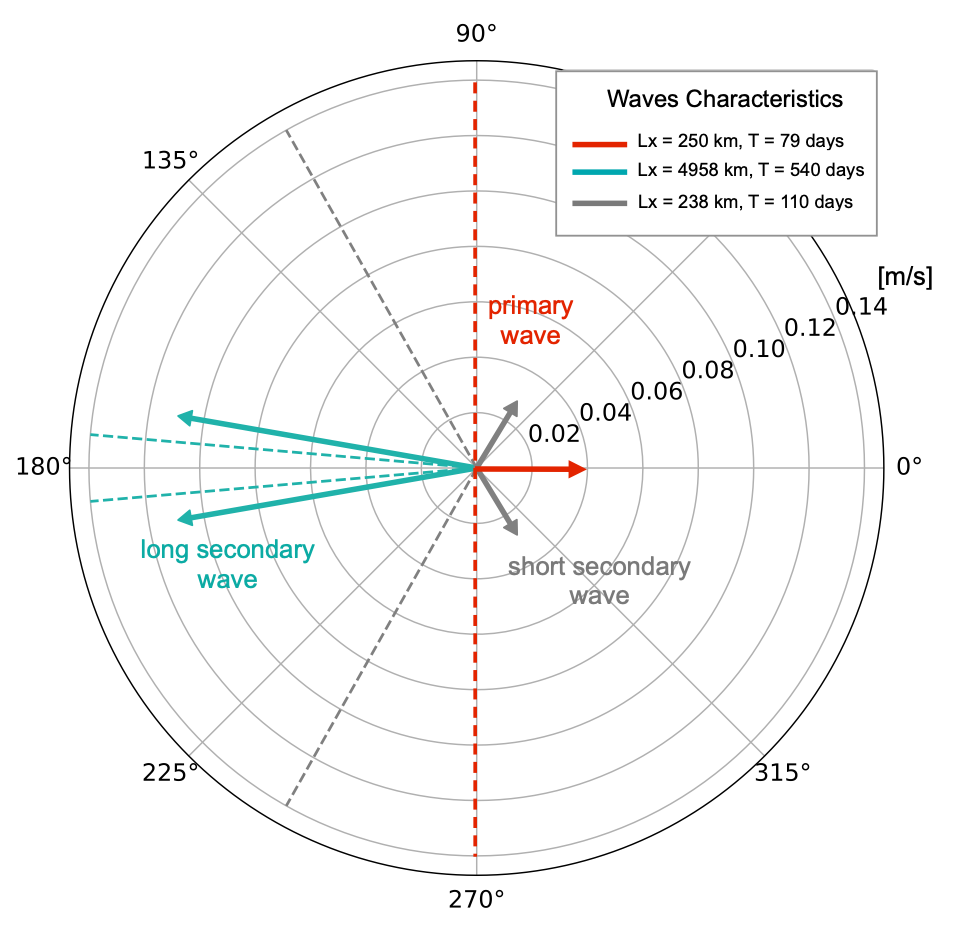 90°
Waves Characteristics
Lx = 250 km, T = 79 days
Lx = 4958 km, T = 540 days
Lx = 238 km, T = 110 days
135°
[m/s]
0.14
0.12
0.10
0.08
0.06
0.04
0.02
primary
wave
180°
0°
long secondary
wave
short secondary
wave
225°
315°
270°